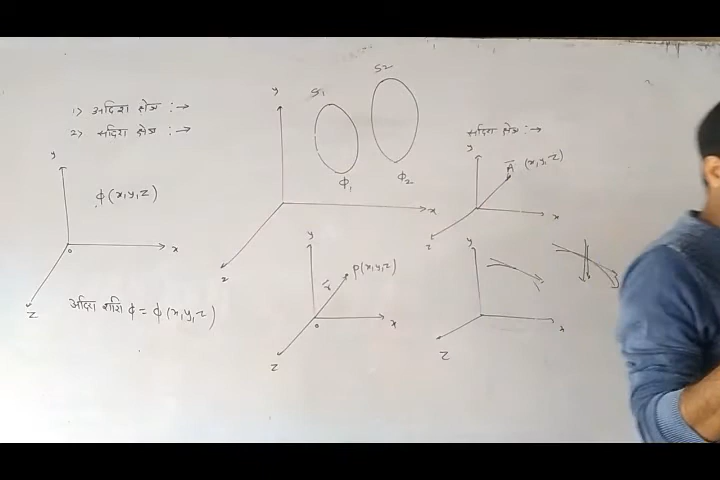 1) अदिश क्षेत्र :→
2) सदिश क्षेत्र :→
y
ϕ(x,y,z)
o
x
z
अदिश राशि ϕ = ϕ(x,y,z)
y
S1
S2
ϕ1
ϕ2
x
z
y
r⃗
P(x,y,z)
o
x
z
सदिश क्षेत्र :→
y
A⃗ (x,y,z)
x
z
y
x
z